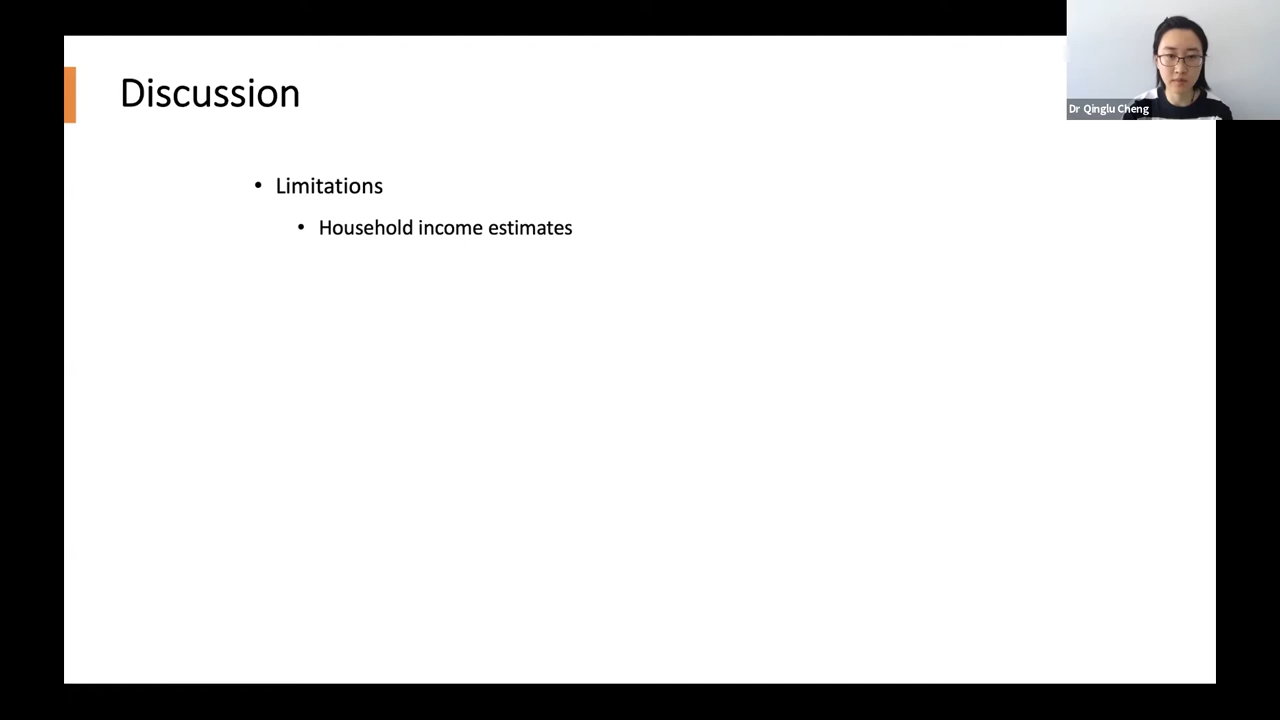 Discussion
Dr Qinglu Cheng
• Limitations
• Household income estimates